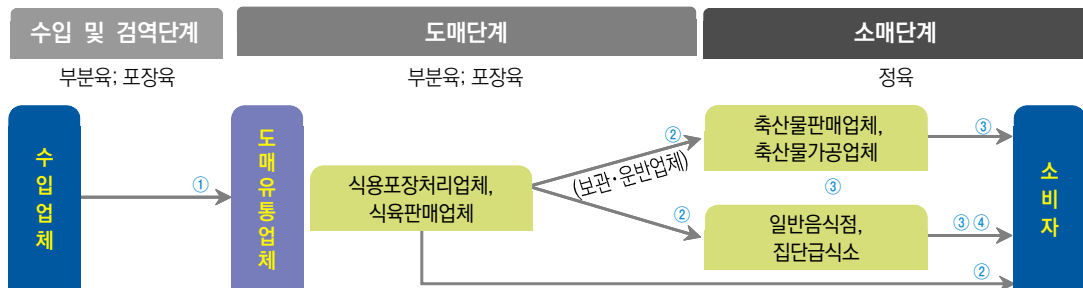 수입 및 검역단계
도매단계
소매단계
부분육; 포장육
부분육; 포장육
정육
수입업체
①
도매유통업체
식용포장처리업체,
식육판매업체
②
(보관·운반업체)
②
축산물판매업체,
축산물가공업체
③
③
일반음식점,
집단급식소
③ ④
②
소비자